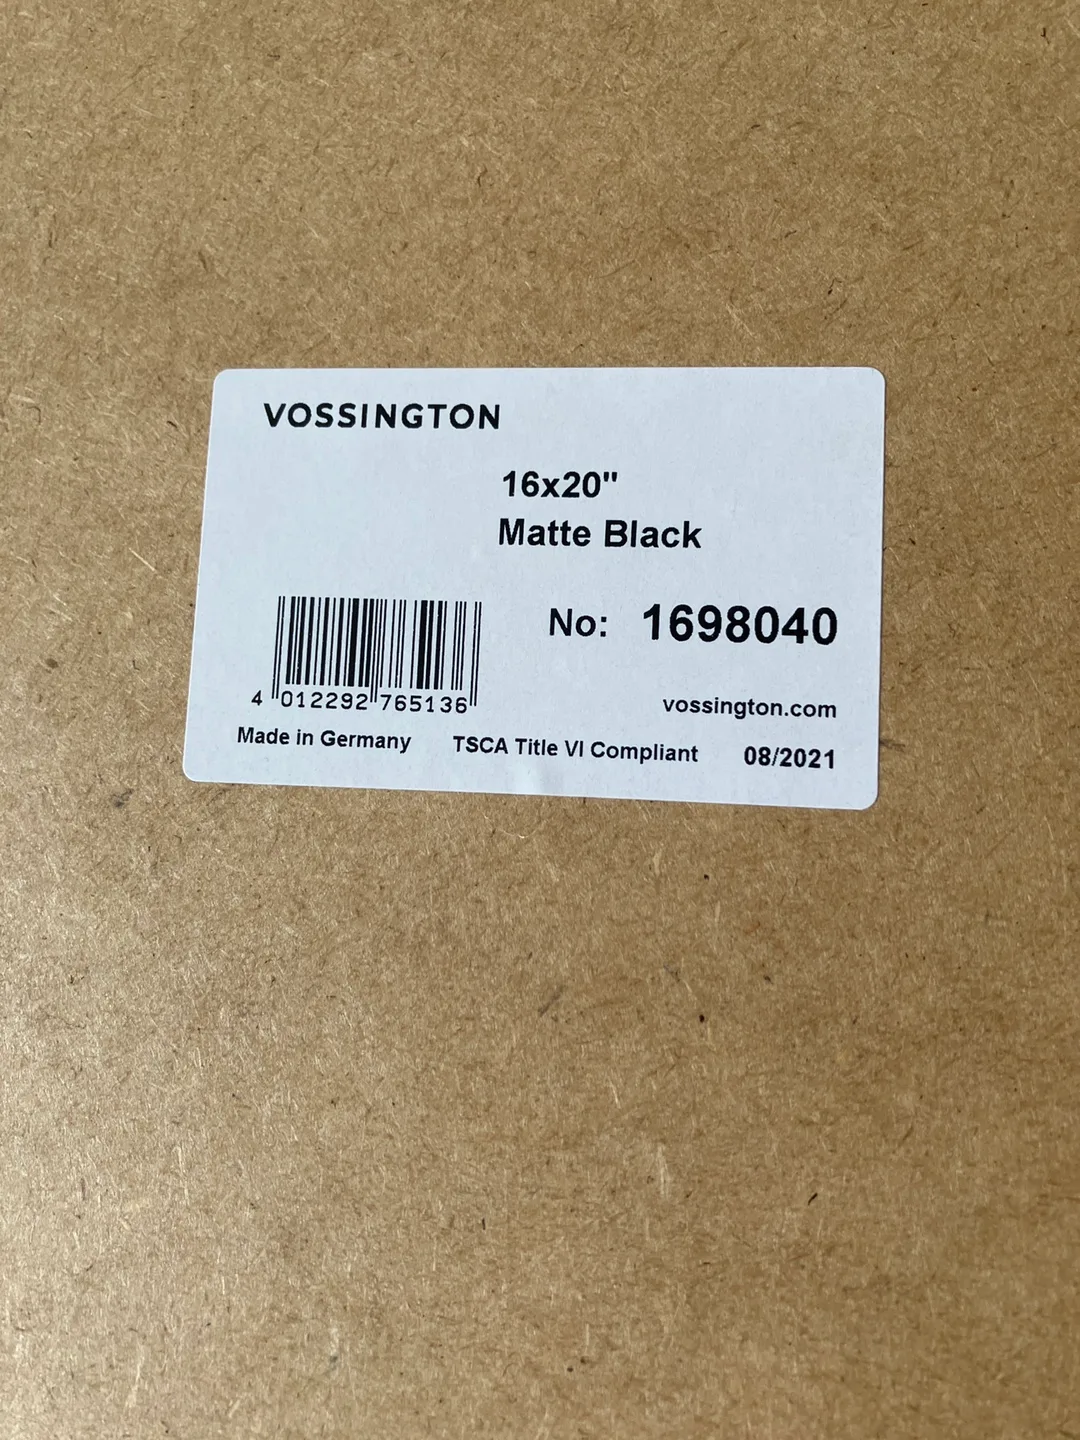 VOSSINGTON
16x20"
Matte Black
No: 1698040
4 012292 765136
vossington.com
Made in Germany TSCA Title VI Compliant 08/2021